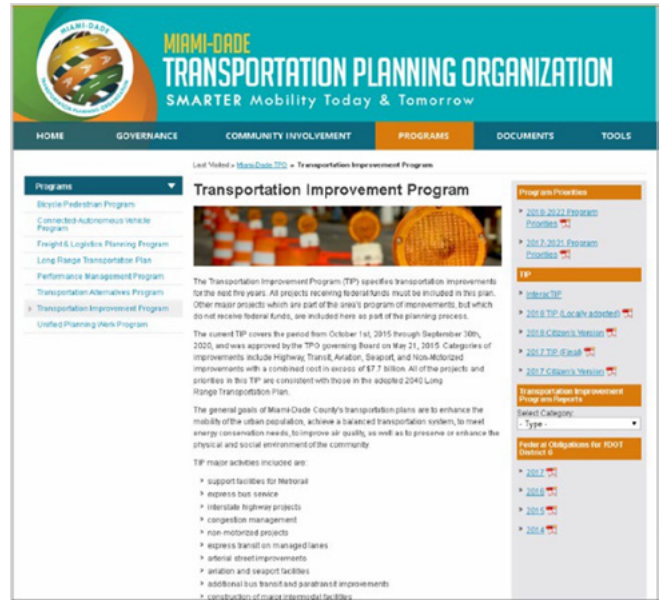 MIAMI-DADE
TRANSPORTATION PLANNING ORGANIZATION
MIAMI-DADE
TRANSPORTATION PLANNING ORGANIZATION
SMARTER Mobility Today & Tomorrow
HOME GOVERNANCE COMMUNITY INVOLVEMENT PROGRAMS DOCUMENTS TOOLS
Last Visited » Miami-Dade TPO » Transportation Improvement Program
Programs
Bicycle Pedestrian Program
Connected-Autonomous Vehicle
Program
Freight & Logistics Planning Program
Long Range Transportation Plan
Performance Management Program
Transportation Alternatives Program
Transportation Improvement Program
Unified Planning Work Program
Transportation Improvement Program
The Transportation Improvement Program (TIP) specifies transportation improvements
for the next five years. All projects receiving federal funds must be included in this plan.
Other major projects which are part of the area's program of improvements, but which
do not receive federal funds, are included here as part of the planning process.
The current TIP covers the period from October 1st, 2015 through September 30th,
2020, and was approved by the TPO governing Board on May 21, 2015. Categories of
improvements include Highway, Transit, Aviation, Seaport, and Non-Motorized
improvements with a combined cost in excess of $7.7 billion. All of the projects and
priorities in this TIP are consistent with those in the adopted 2040 Long
Range Transportation Plan.
The general goals of Miami-Dade County's transportation plans are to enhance the
mobility of the urban population, achieve a balanced transportation system, to meet
energy conservation needs, to improve air quality, as well as to preserve or enhance the
physical and social environment of the community.
TIP major activities included are:
support facilities for Metrorail
express bus service
interstate highway projects
congestion management
non-motorized projects
express transit on managed lanes
arterial street improvements
aviation and seaport facilities
additional bus transit and paratransit improvements
construction of major intermodal facilities
Program Priorities
2018-2022 Program
Priorities
2017-2021 Program
Priorities
TIP
InteracTIP
2018 TIP (Locally adopted)
2018 Citizen's Version
2017 TIP (Final)
2017 Citizen's Version
Transportation Improvement
Program Reports
Select Category:
- Type -
Federal Obligations for FDOT
District 6
2017
2016
2015
2014